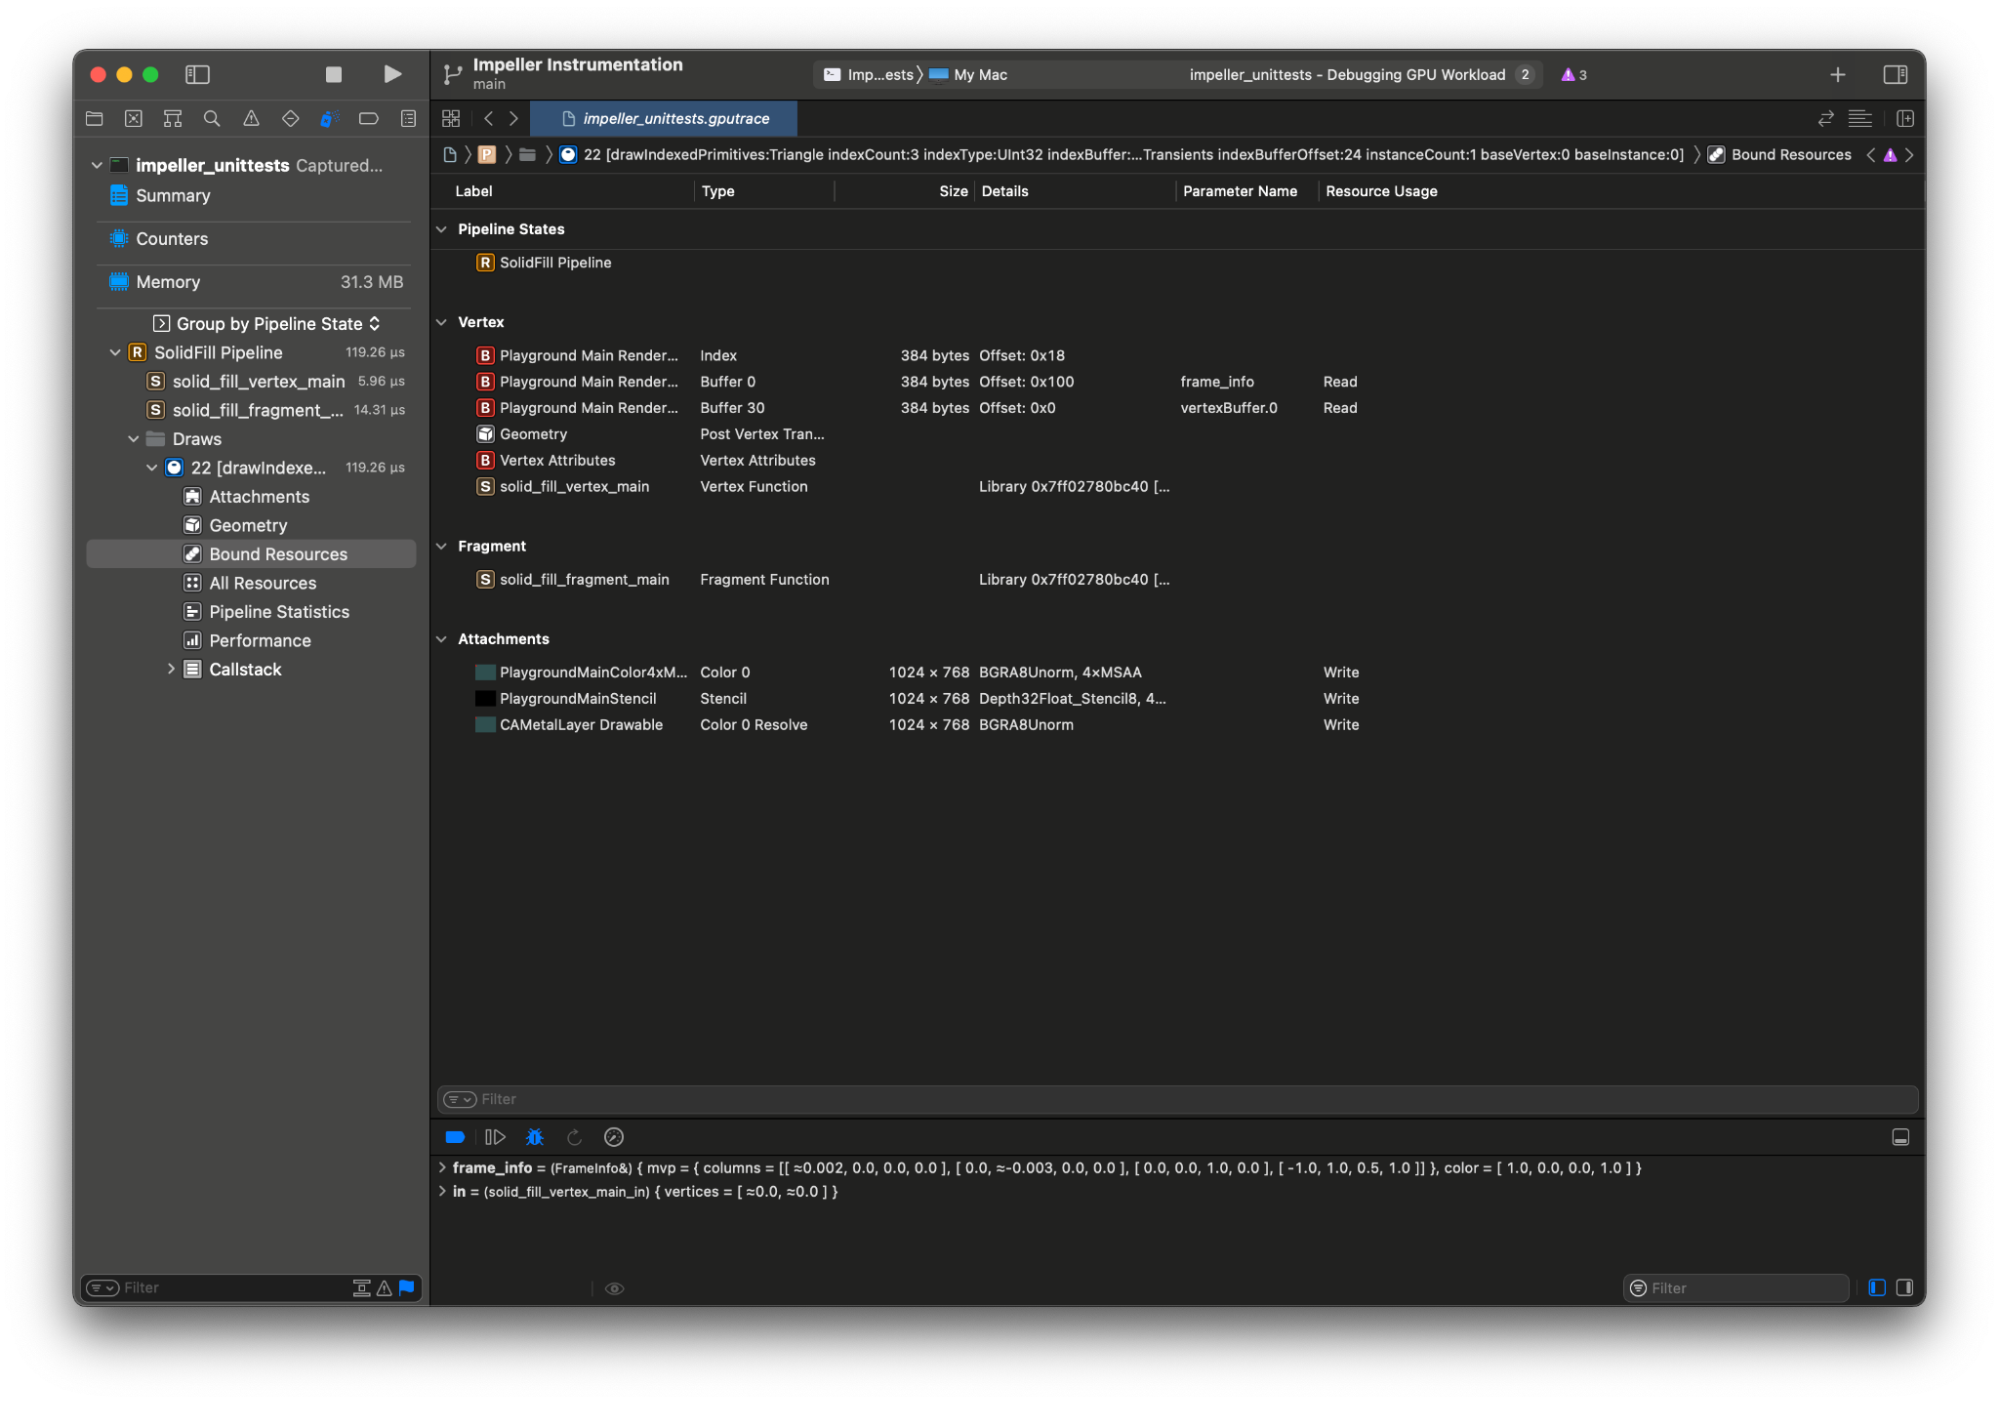 Impeller Instrumentation
main
Imp...ests My Mac
impeller_unittests - Debugging GPU Workload 2
3
impeller_unittests Captured...
Summary
Counters
Memory 31.3 MB
Group by Pipeline State
R SolidFill Pipeline 119.26 µs
S solid_fill_vertex_main 5.96 µs
S solid_fill_fragment_... 14.31 µs
Draws
22 [drawIndexe... 119.26 µs
Attachments
Geometry
Bound Resources
All Resources
Pipeline Statistics
Performance
Callstack
Filter
impeller_unittests.gputrace
P 22 [drawIndexedPrimitives:Triangle indexCount:3 indexType:UInt32 indexBuffer:...Transients indexBufferOffset:24 instanceCount:1 baseVertex:0 baseInstance:0] Bound Resources
Label Type Size Details Parameter Name Resource Usage
Pipeline States
R SolidFill Pipeline
Vertex
B Playground Main Render... Index 384 bytes Offset: 0x18
B Playground Main Render... Buffer 0 384 bytes Offset: 0x100 frame_info Read
B Playground Main Render... Buffer 30 384 bytes Offset: 0x0 vertexBuffer.0 Read
Geometry Post Vertex Tran...
B Vertex Attributes Vertex Attributes
S solid_fill_vertex_main Vertex Function Library 0x7ff02780bc40 [...
Fragment
S solid_fill_fragment_main Fragment Function Library 0x7ff02780bc40 [...
Attachments
PlaygroundMainColor4xM... Color 0 1024 × 768 BGRA8Unorm, 4×MSAA Write
PlaygroundMainStencil Stencil 1024 × 768 Depth32Float_Stencil8, 4... Write
CAMetalLayer Drawable Color 0 Resolve 1024 × 768 BGRA8Unorm Write
Filter
frame_info = (FrameInfo&) { mvp = { columns = [[ ≈0.002, 0.0, 0.0, 0.0 ], [ 0.0, ≈-0.003, 0.0, 0.0 ], [ 0.0, 0.0, 1.0, 0.0 ], [ -1.0, 1.0, 0.5, 1.0 ]] }, color = [ 1.0, 0.0, 0.0, 1.0 ] }
in = (solid_fill_vertex_main_in) { vertices = [ ≈0.0, ≈0.0 ] }
Filter